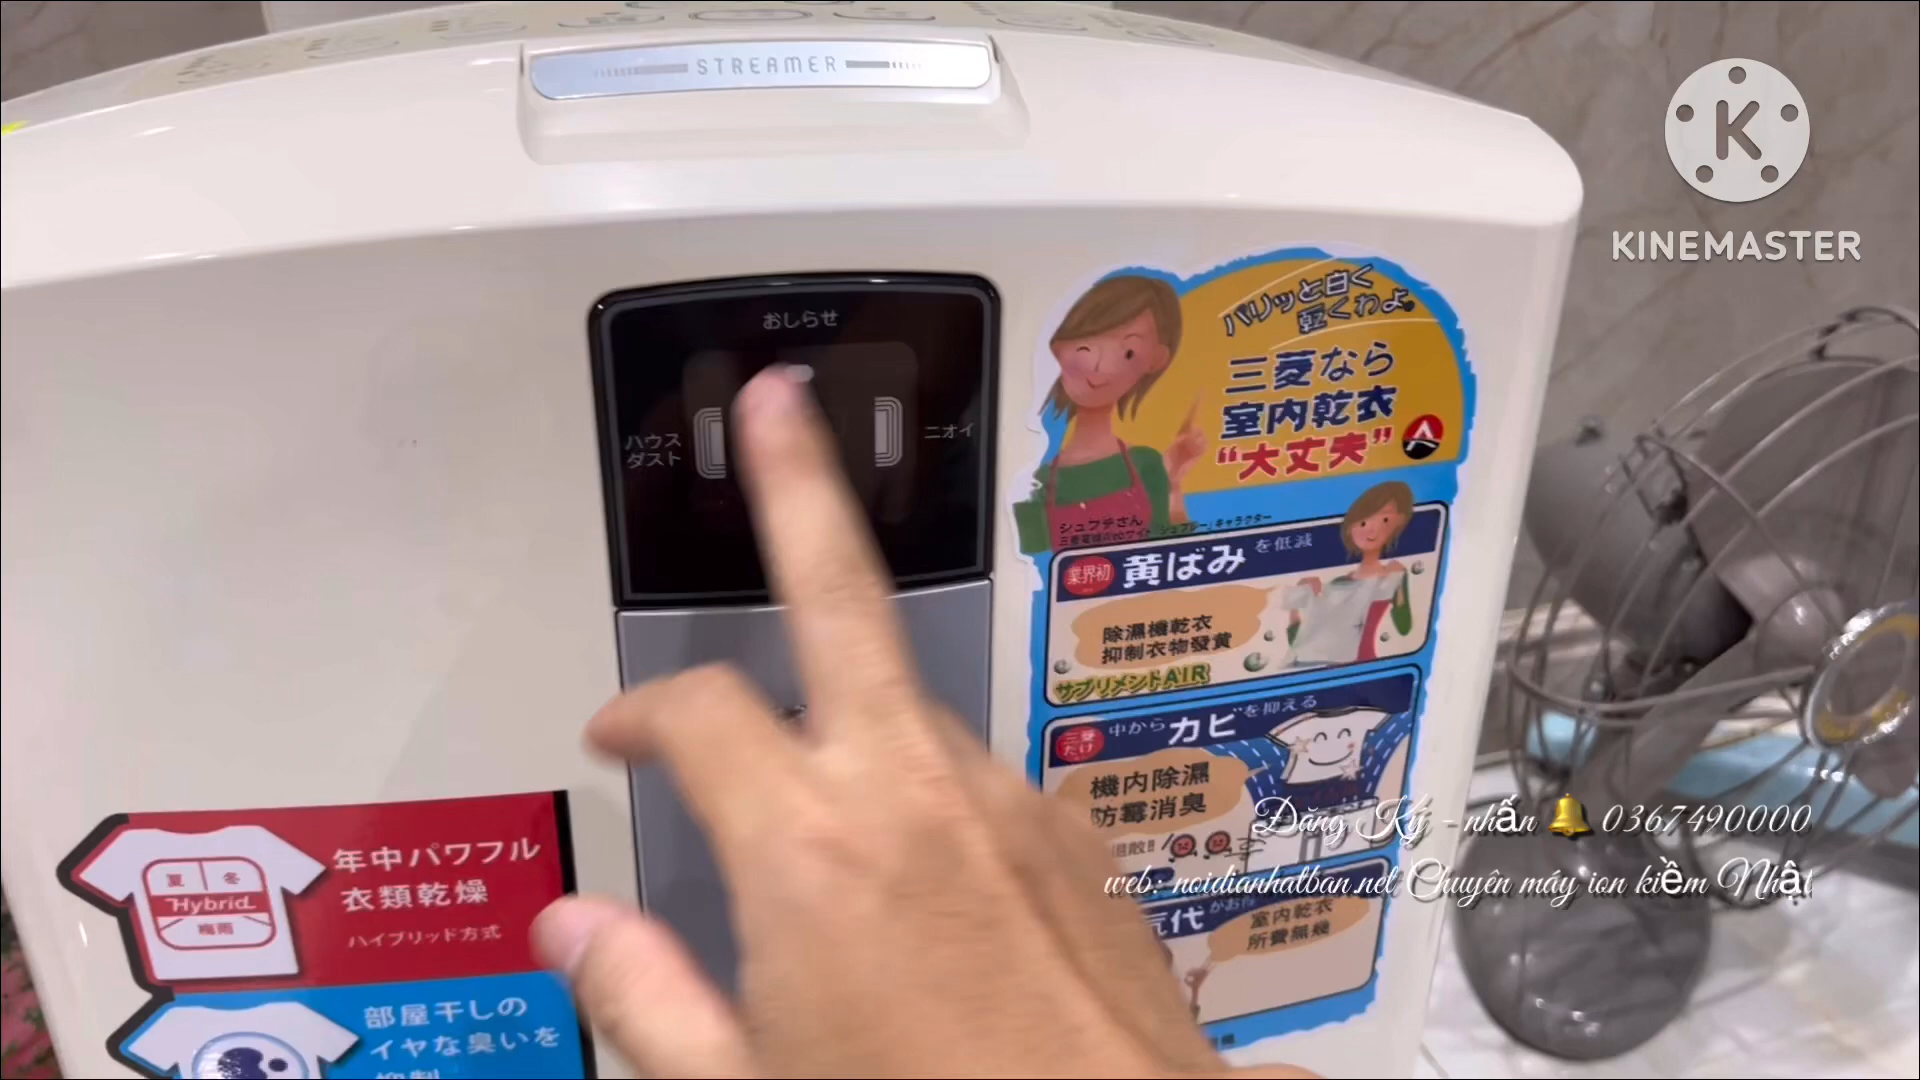 STREAMER
KINEMASTER
おしらせ
ハウス
ダスト
ニオイ
パリッと白く
乾くわよ。
三菱なら
室内乾衣
“大丈夫”
シュフテさん
業界初
黄ばみを低減
除濕機乾衣
抑制衣物發黄
サプリメントAIR
三菱だけ
中からカビを抑える
機内除濕
防霉消臭
Đăng Ký - nhấn 🔔 0367490000
web: noidianhatban.net Chuyên máy ion kiềm Nhật
室内乾衣
所費無幾
年中パワフル
衣類乾燥
ハイブリッド方式
夏 冬
Hybrid
梅雨
部屋干しの
イヤな臭いを